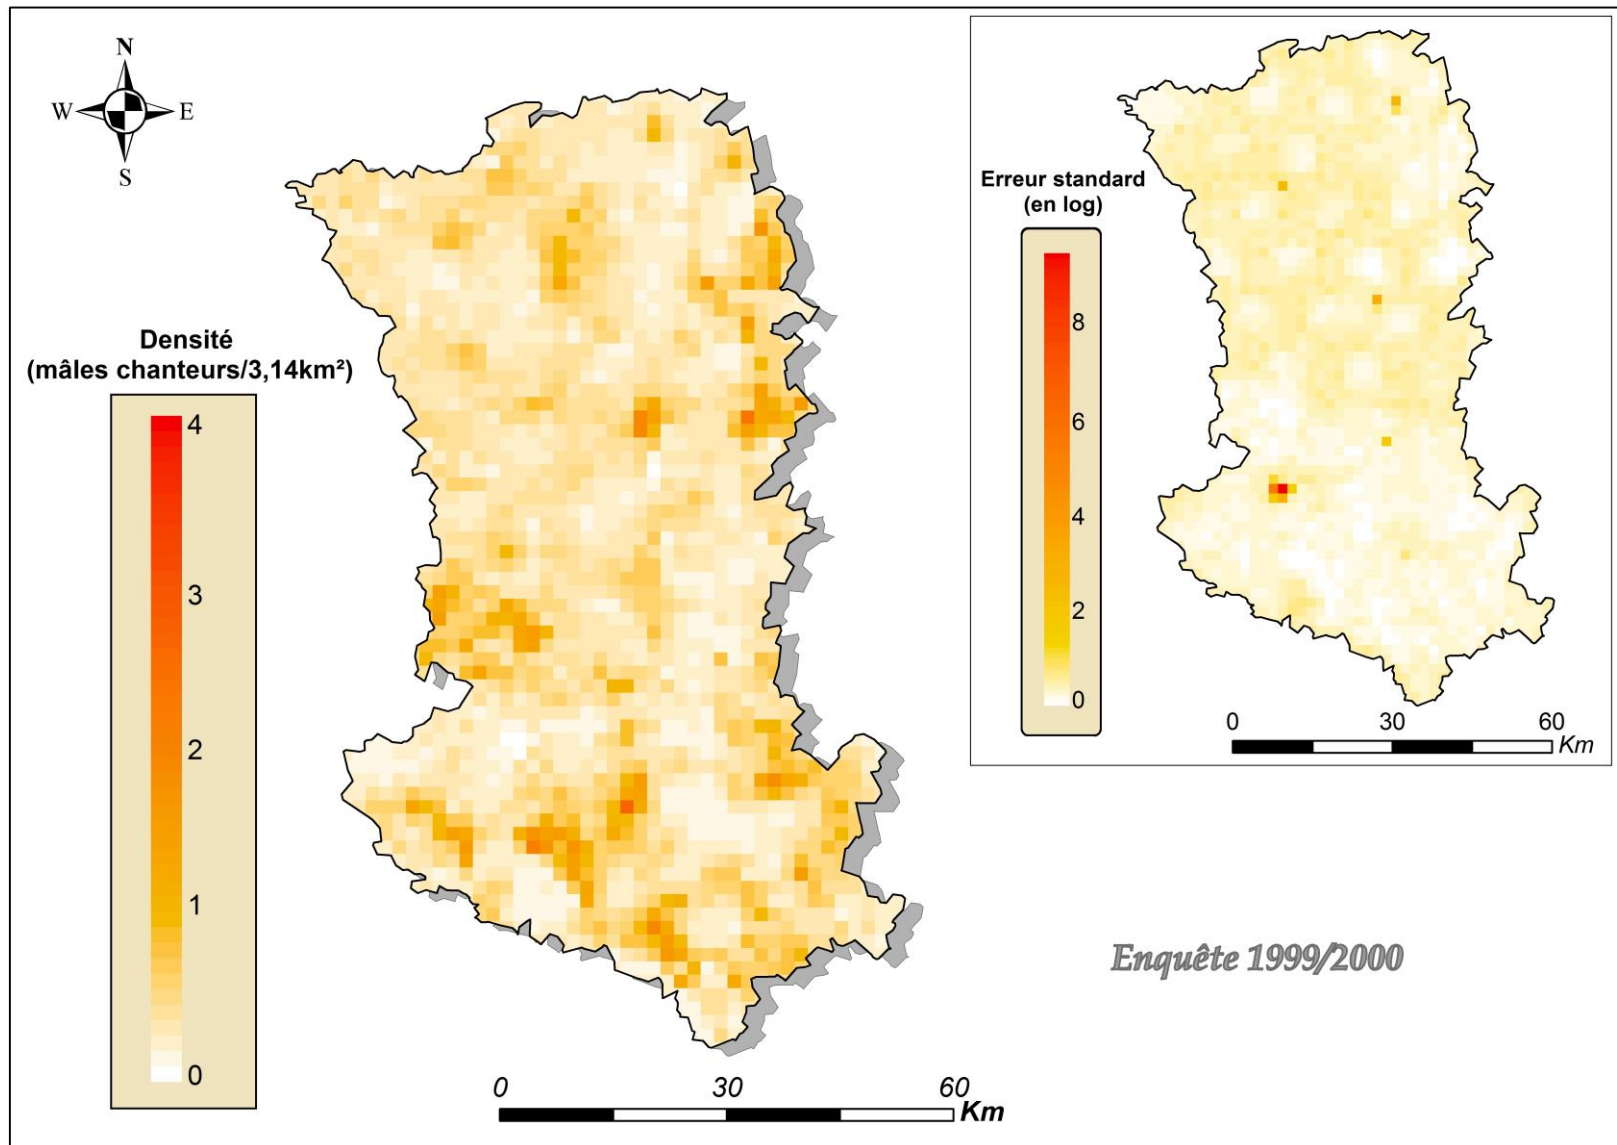 N
W E
S
Densité
(mâles chanteurs/3,14km²)
4
3
2
1
0
0 30 60
Km
Erreur standard
(en log)
8
6
4
2
0
0 30 60
Km
Enquête 1999/2000